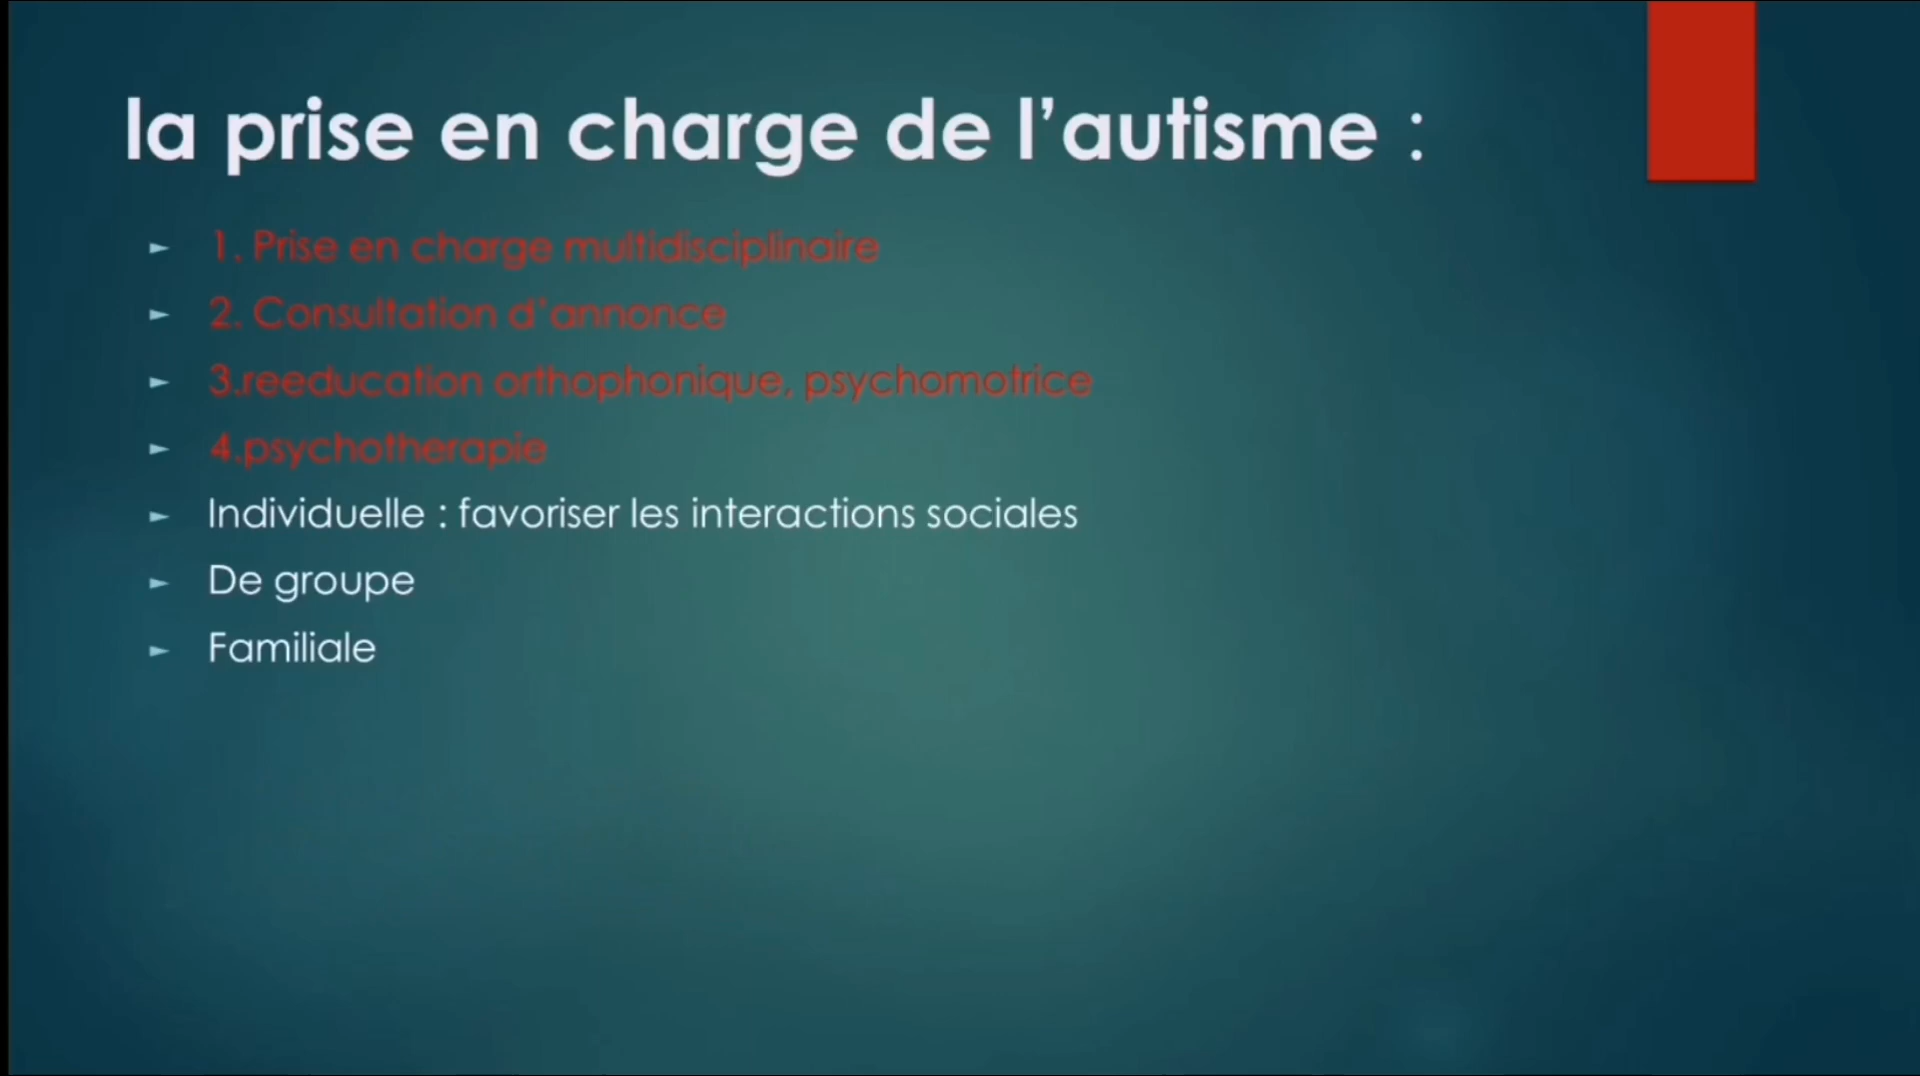 la prise en charge de l’autisme :
► 1. Prise en charge multidisciplinaire
► 2. Consultation d’annonce
► 3.reeducation orthophonique, psychomotrice
► 4.psychotherapie
► Individuelle : favoriser les interactions sociales
► De groupe
► Familiale